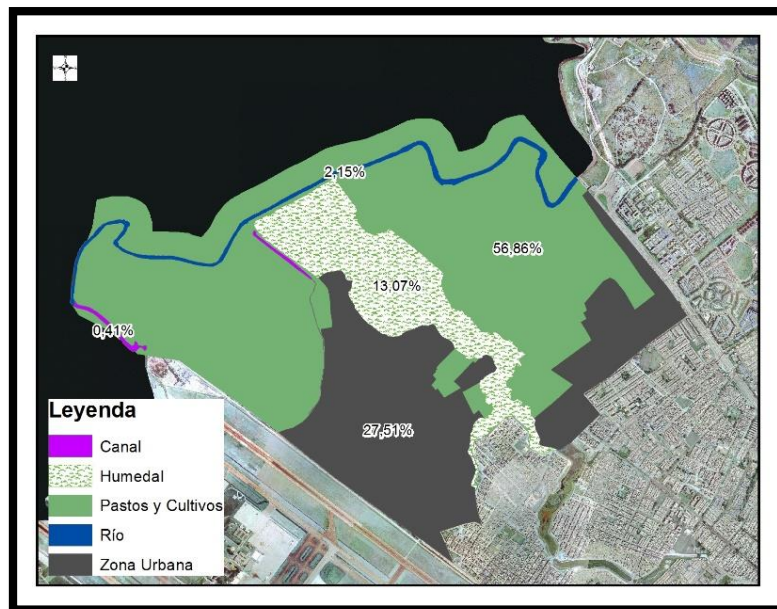 2,15%
56,86%
13,07%
0,41%
27,51%
Leyenda
Canal
Humedal
Pastos y Cultivos
Río
Zona Urbana